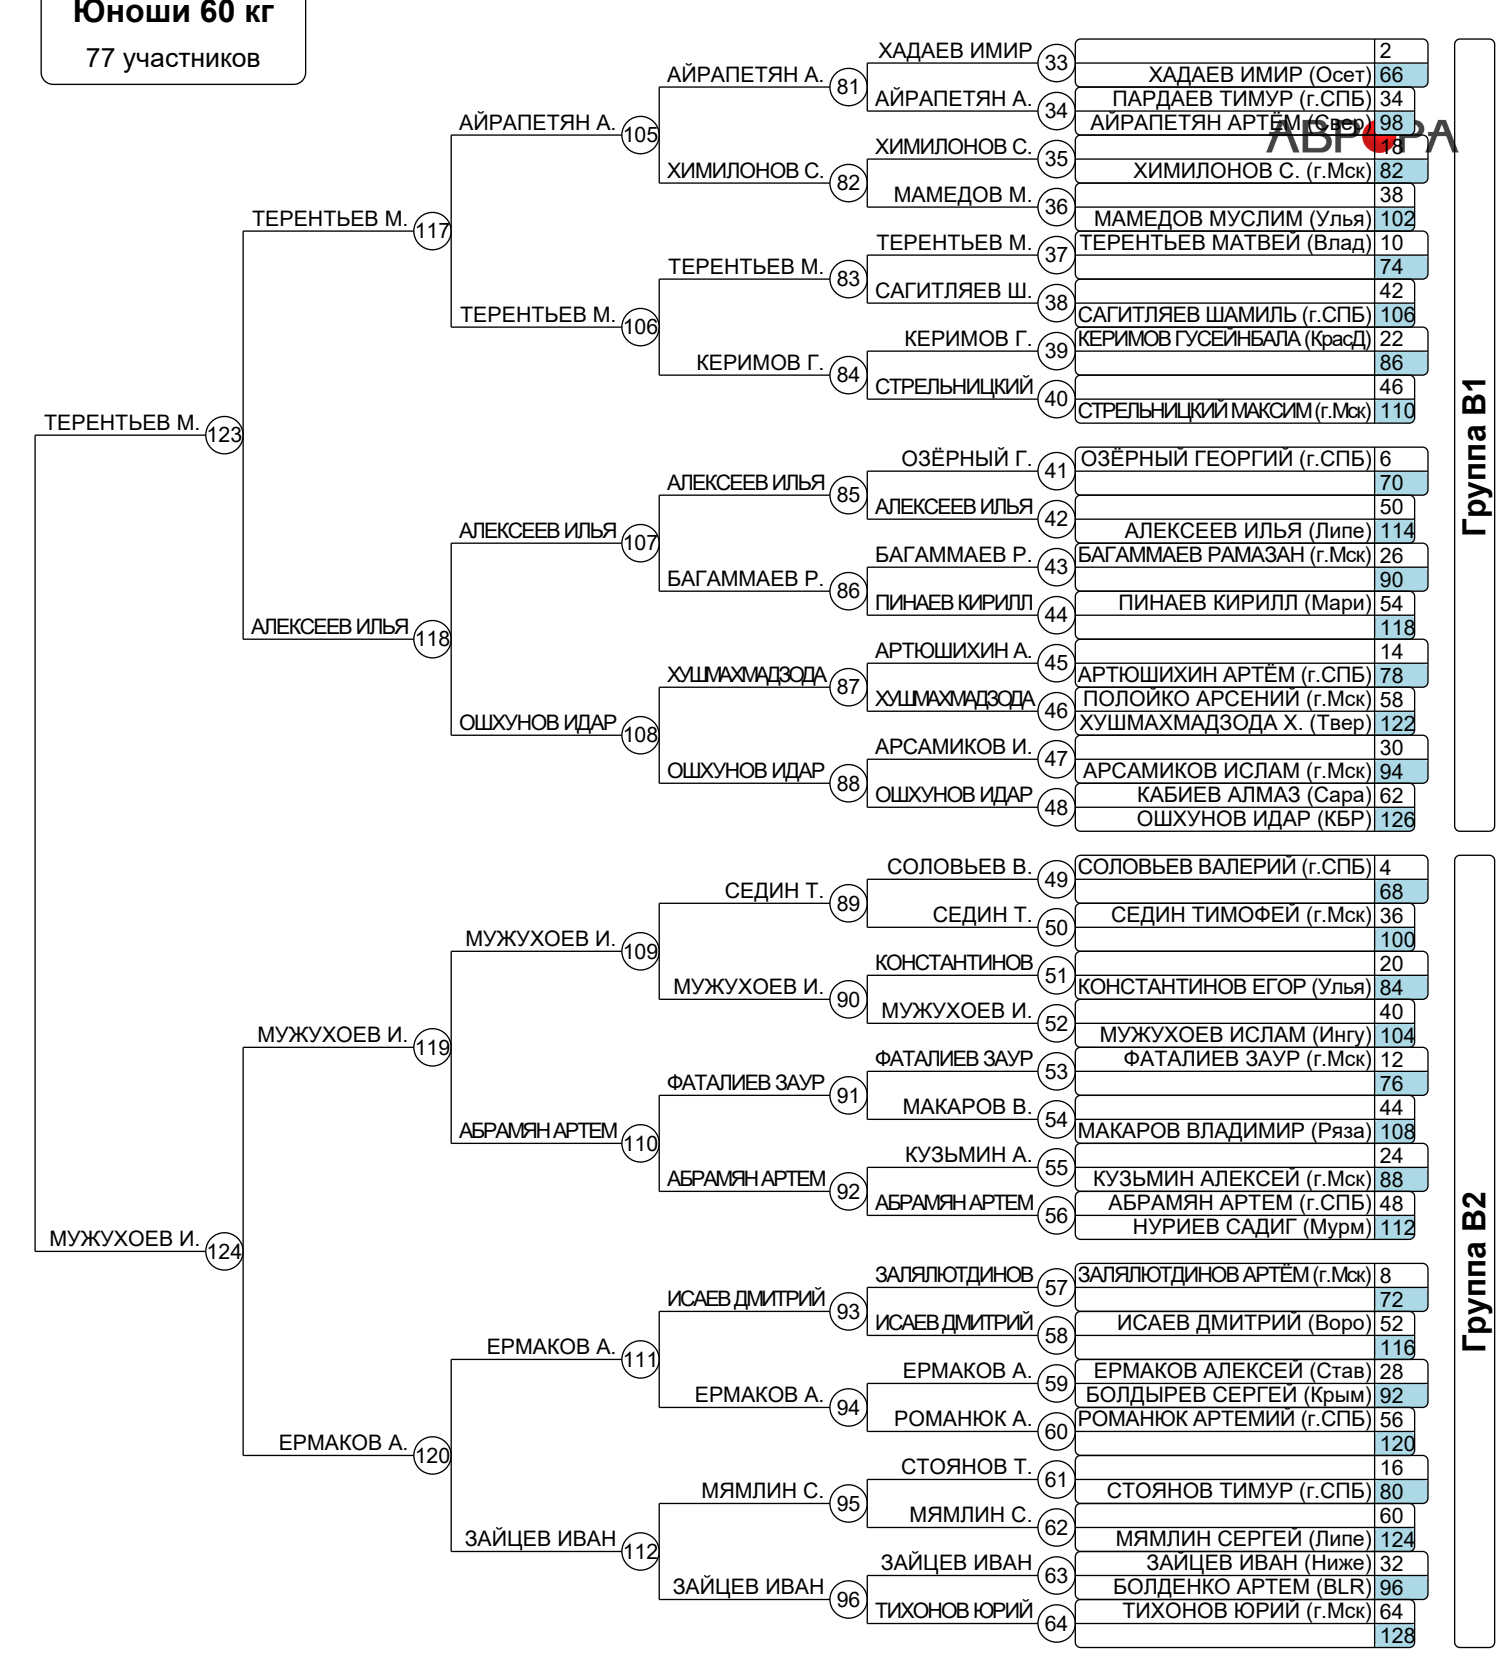 Юноши 60 кг
77 участников
ХАДАЕВ ИМИР 33 2
АЙРАПЕТЯН А. 81 ХАДАЕВ ИМИР (Осет) 66
АЙРАПЕТЯН А. 34 ПАРДАЕВ ТИМУР (г.СПБ) 34
АЙРАПЕТЯН А. 105 АЙРАПЕТЯН АРТЁМ (Свер) 98
АВРОРА
ХИМИЛОНОВ С. 35 18
ХИМИЛОНОВ С. 82 ХИМИЛОНОВ С. (г.Мск) 82
МАМЕДОВ М. 36 38
ТЕРЕНТЬЕВ М. 117 МАМЕДОВ МУСЛИМ (Улья) 102
ТЕРЕНТЬЕВ М. 37 ТЕРЕНТЬЕВ МАТВЕЙ (Влад) 10
ТЕРЕНТЬЕВ М. 83 74
САГИТЛЯЕВ Ш. 38 42
ТЕРЕНТЬЕВ М. 106 САГИТЛЯЕВ ШАМИЛЬ (г.СПБ) 106
КЕРИМОВ Г. 39 КЕРИМОВ ГУСЕЙНБАЛА (КрасД) 22
КЕРИМОВ Г. 84 86
СТРЕЛЬНИЦКИЙ 40 46
СТРЕЛЬНИЦКИЙ МАКСИМ (г.Мск) 110
ТЕРЕНТЬЕВ М. 123
Группа B1
ОЗЁРНЫЙ Г. 41 ОЗЁРНЫЙ ГЕОРГИЙ (г.СПБ) 6
АЛЕКСЕЕВ ИЛЬЯ 85 70
АЛЕКСЕЕВ ИЛЬЯ 42 50
АЛЕКСЕЕВ ИЛЬЯ 107 АЛЕКСЕЕВ ИЛЬЯ (Липе) 114
БАГАММАЕВ Р. 43 БАГАММАЕВ РАМАЗАН (г.Мск) 26
БАГАММАЕВ Р. 86 90
ПИНАЕВ КИРИЛЛ 44 ПИНАЕВ КИРИЛЛ (Мари) 54
АЛЕКСЕЕВ ИЛЬЯ 118 118
АРТЮШИХИН А. 45 14
ХУШМАХМАДЗОДА 87 АРТЮШИХИН АРТЁМ (г.СПБ) 78
ХУШМАХМАДЗОДА 46 ПОЛОЙКО АРСЕНИЙ (г.Мск) 58
ОШХУНОВ ИДАР 108 ХУШМАХМАДЗОДА Х. (Твер) 122
АРСАМИКОВ И. 47 30
ОШХУНОВ ИДАР 88 АРСАМИКОВ ИСЛАМ (г.Мск) 94
ОШХУНОВ ИДАР 48 КАБИЕВ АЛМАЗ (Сара) 62
ОШХУНОВ ИДАР (КБР) 126
СОЛОВЬЕВ В. 49 СОЛОВЬЕВ ВАЛЕРИЙ (г.СПБ) 4
СЕДИН Т. 89 68
СЕДИН Т. 50 СЕДИН ТИМОФЕЙ (г.Мск) 36
МУЖУХОЕВ И. 109 100
КОНСТАНТИНОВ 51 20
МУЖУХОЕВ И. 90 КОНСТАНТИНОВ ЕГОР (Улья) 84
МУЖУХОЕВ И. 52 40
МУЖУХОЕВ И. 119 МУЖУХОЕВ ИСЛАМ (Ингу) 104
ФАТАЛИЕВ ЗАУР 53 ФАТАЛИЕВ ЗАУР (г.Мск) 12
ФАТАЛИЕВ ЗАУР 91 76
МАКАРОВ В. 54 44
АБРАМЯН АРТЕМ 110 МАКАРОВ ВЛАДИМИР (Ряза) 108
КУЗЬМИН А. 55 24
АБРАМЯН АРТЕМ 92 КУЗЬМИН АЛЕКСЕЙ (г.Мск) 88
АБРАМЯН АРТЕМ 56 АБРАМЯН АРТЕМ (г.СПБ) 48
НУРИЕВ САДИГ (Мурм) 112
МУЖУХОЕВ И. 124
Группа B2
ЗАЛЯЛЮТДИНОВ 57 ЗАЛЯЛЮТДИНОВ АРТЁМ (г.Мск) 8
ИСАЕВ ДМИТРИЙ 93 72
ИСАЕВ ДМИТРИЙ 58 ИСАЕВ ДМИТРИЙ (Воро) 52
ЕРМАКОВ А. 111 116
ЕРМАКОВ А. 59 ЕРМАКОВ АЛЕКСЕЙ (Став) 28
ЕРМАКОВ А. 94 БОЛДЫРЕВ СЕРГЕЙ (Крым) 92
РОМАНЮК А. 60 РОМАНЮК АРТЕМИЙ (г.СПБ) 56
ЕРМАКОВ А. 120 120
СТОЯНОВ Т. 61 16
МЯМЛИН С. 95 СТОЯНОВ ТИМУР (г.СПБ) 80
МЯМЛИН С. 62 60
ЗАЙЦЕВ ИВАН 112 МЯМЛИН СЕРГЕЙ (Липе) 124
ЗАЙЦЕВ ИВАН 63 ЗАЙЦЕВ ИВАН (Ниже) 32
ЗАЙЦЕВ ИВАН 96 БОЛДЕНКО АРТЕМ (BLR) 96
ТИХОНОВ ЮРИЙ 64 ТИХОНОВ ЮРИЙ (г.Мск) 64
128